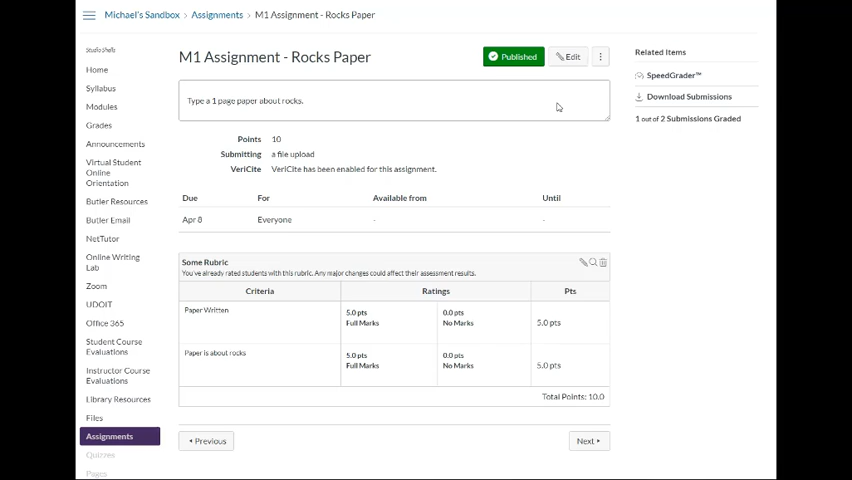 Michael's Sandbox > Assignments > M1 Assignment - Rocks Paper
Studio Shells
Home
Syllabus
Modules
Grades
Announcements
Virtual Student
Online
Orientation
Butler Resources
Butler Email
NetTutor
Online Writing
Lab
Zoom
UDOIT
Office 365
Student Course
Evaluations
Instructor Course
Evaluations
Library Resources
Files
Assignments
Quizzes
Pages
M1 Assignment - Rocks Paper
Published
Edit
Type a 1 page paper about rocks.
Points 10
Submitting a file upload
VeriCite VeriCite has been enabled for this assignment.
Due For Available from Until
Apr 8 Everyone - -
Some Rubric
You've already rated students with this rubric. Any major changes could affect their assessment results.
Criteria Ratings Pts
Paper Written 5.0 pts 0.0 pts
Full Marks No Marks 5.0 pts
Paper is about rocks 5.0 pts 0.0 pts
Full Marks No Marks 5.0 pts
Total Points: 10.0
Previous
Next
Related Items
SpeedGrader™
Download Submissions
1 out of 2 Submissions Graded